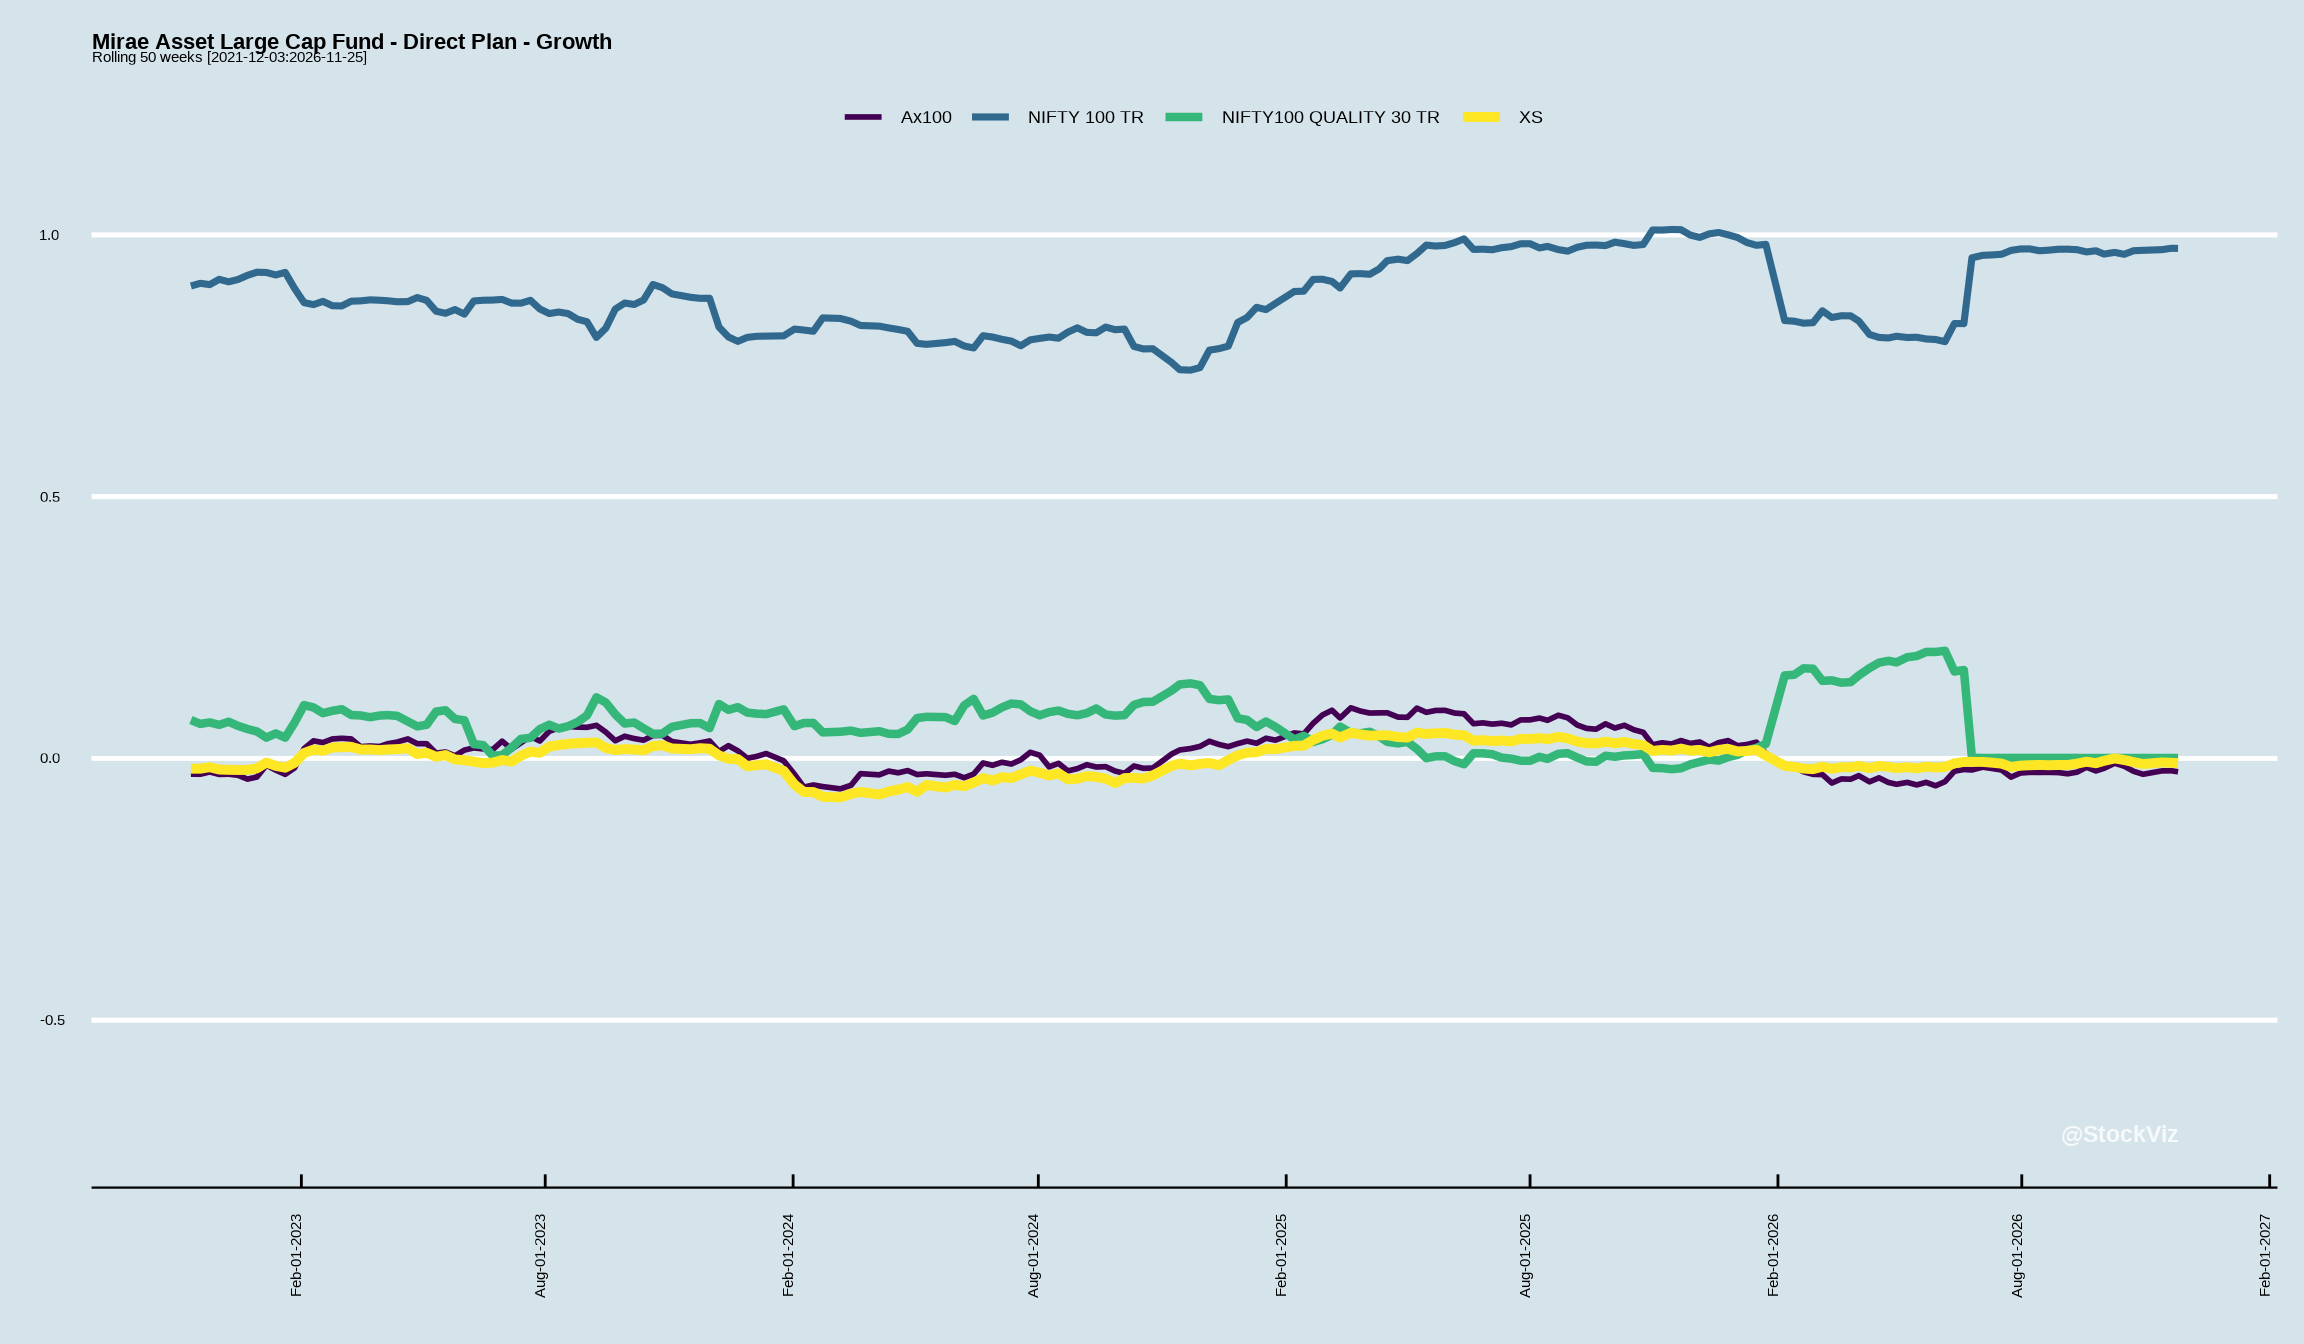 Mirae Asset Large Cap Fund - Direct Plan - Growth
Rolling 50 weeks [2021-12-03:2026-11-25]
Ax100 NIFTY 100 TR NIFTY100 QUALITY 30 TR XS
1.0
0.5
0.0
-0.5
@StockViz
Feb-01-2023
Aug-01-2023
Feb-01-2024
Aug-01-2024
Feb-01-2025
Aug-01-2025
Feb-01-2026
Aug-01-2026
Feb-01-2027